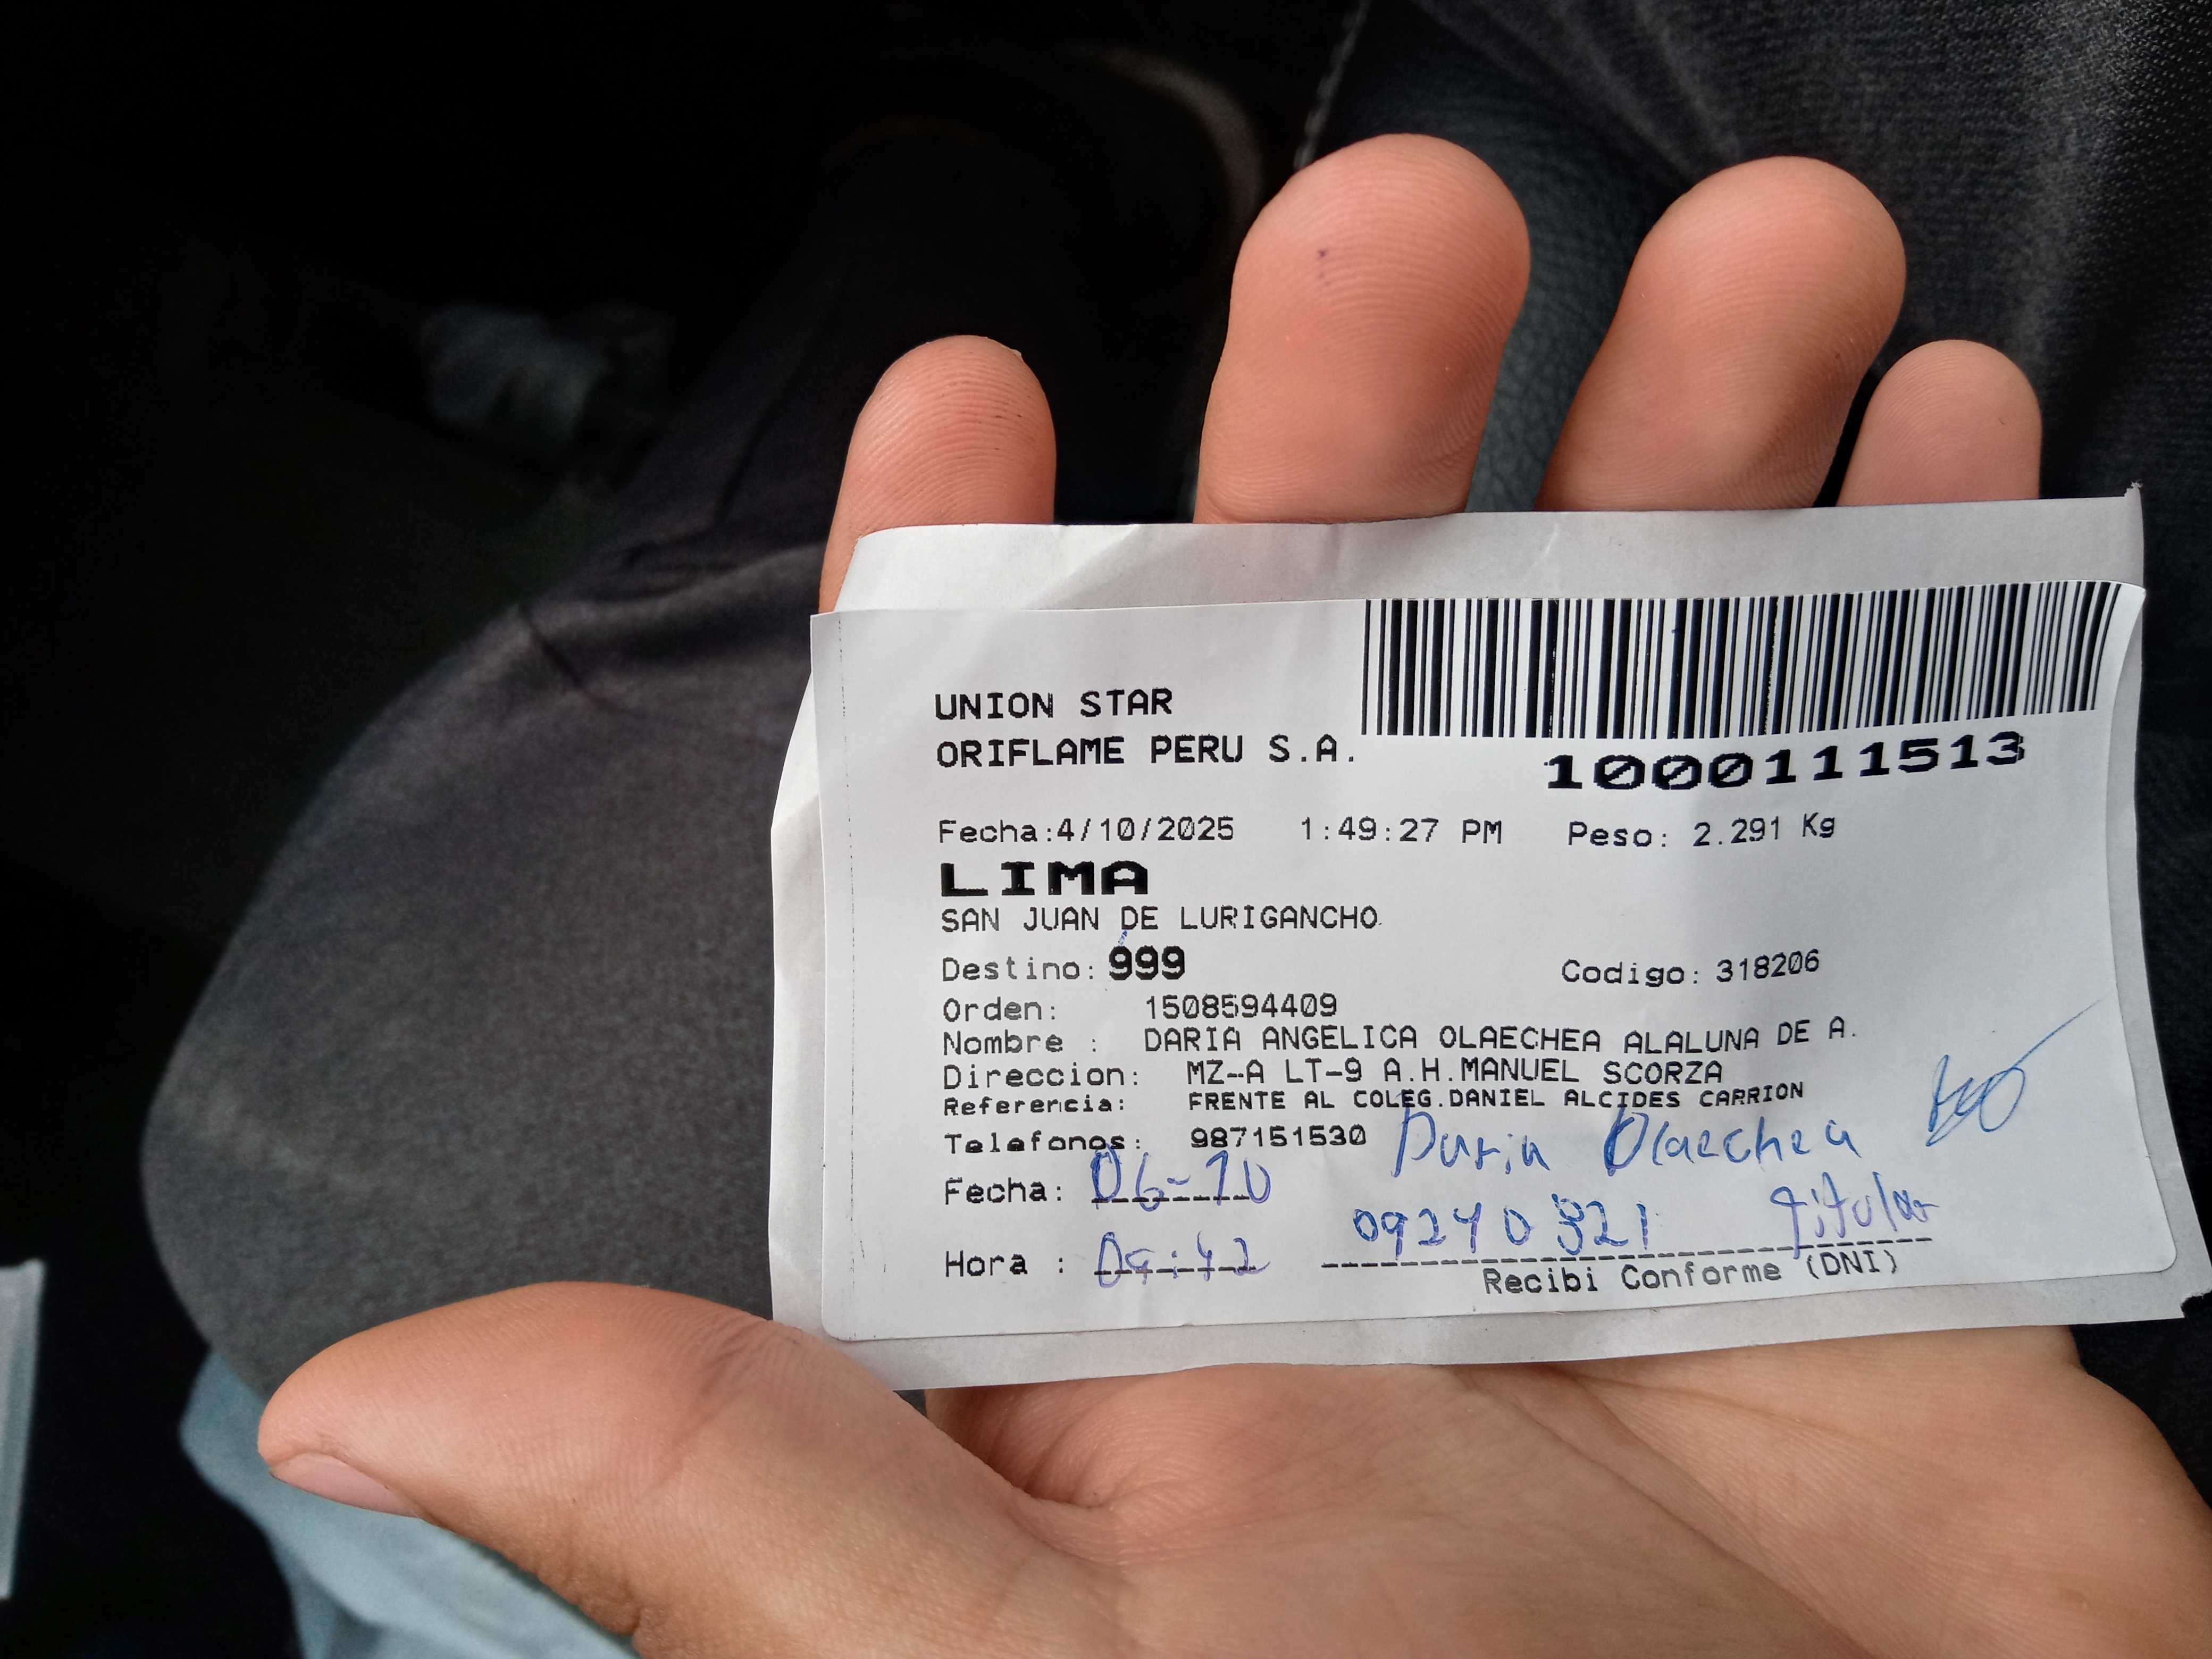 UNION STAR
ORIFLAME PERU S.A.
1000111513
Fecha:4/10/2025 1:49:27 PM Peso: 2.291 Kg
LIMA
SAN JUAN DE LURIGANCHO
Destino: 999 Codigo: 318206
Orden: 1508594409
Nombre : DARIA ANGELICA OLAECHEA ALALUNA DE A.
Direccion: MZ-A LT-9 A.H.MANUEL SCORZA
Referencia: FRENTE AL COLEG.DANIEL ALCIDES CARRION
Telefonos: 987151530 Daria Olaechea
Fecha: 06-10
Hora : titular
Recibi Conforme (DNI)